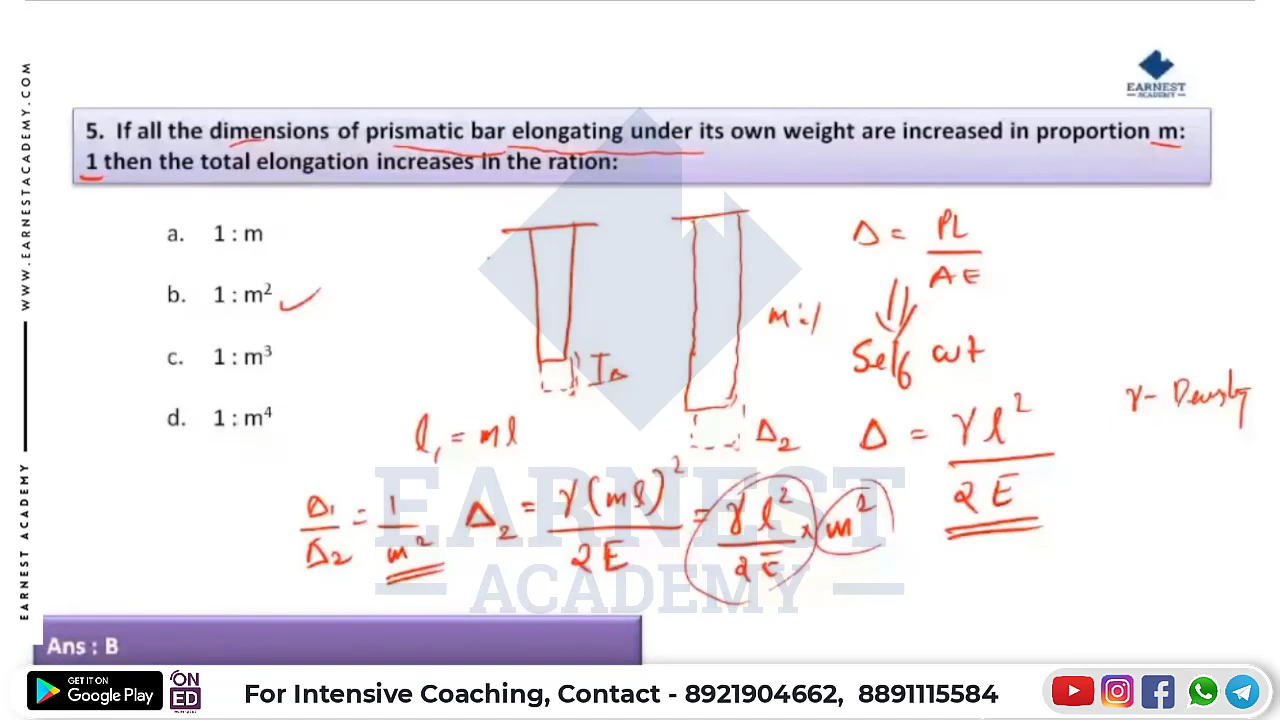 WWW.EARNESTACADEMY.COM
EARNEST ACADEMY
EARNEST
ACADEMY
5. If all the dimensions of prismatic bar elongating under its own weight are increased in proportion m:
1 then the total elongation increases in the ration:
a. 1 : m
b. 1 : m²
c. 1 : m³
d. 1 : m⁴
Δ = PL / AE
m:1
Self wt
γ - Density
IΔ
l₁ = ml
Δ₂
Δ = γl² / 2E
Δ₁ / Δ₂ = 1 / m²
Δ₂ = γ(ml)² / 2E = γl² / 2E × m²
EARNEST
ACADEMY
Ans : B
GET IT ON
Google Play
ON
ED
For Intensive Coaching, Contact - 8921904662, 8891115584